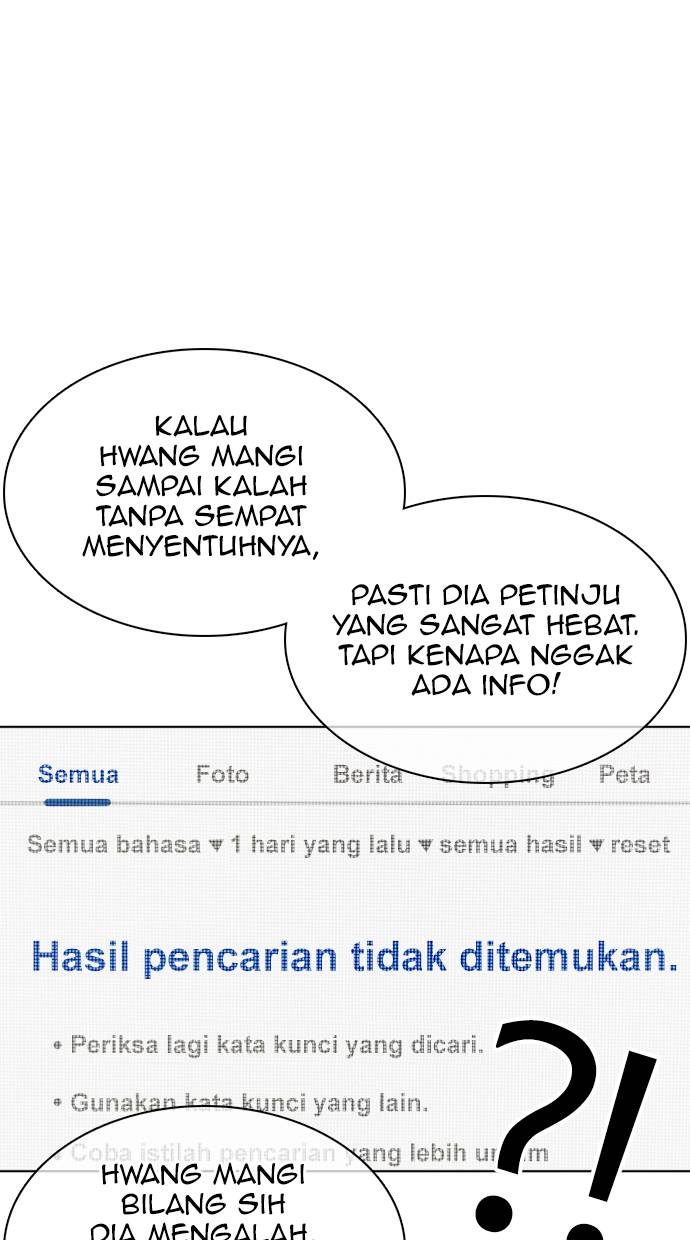 KALAU
HWANG MANGI
SAMPAI KALAH
TANPA SEMPAT
MENYENTUHNYA,
PASTI DIA PETINJU
YANG SANGAT HEBAT.
TAPI KENAPA NGGAK
ADA INFO!
Semua Foto Berita Shopping Peta
Semua bahasa ▼ 1 hari yang lalu ▼ semua hasil ▼ reset
Hasil pencarian tidak ditemukan.
• Periksa lagi kata kunci yang dicari.
• Gunakan kata kunci yang lain.
• Coba istilah pencarian yang lebih
?!
HWANG MANGI
BILANG SIH
DIA MENGALAH.